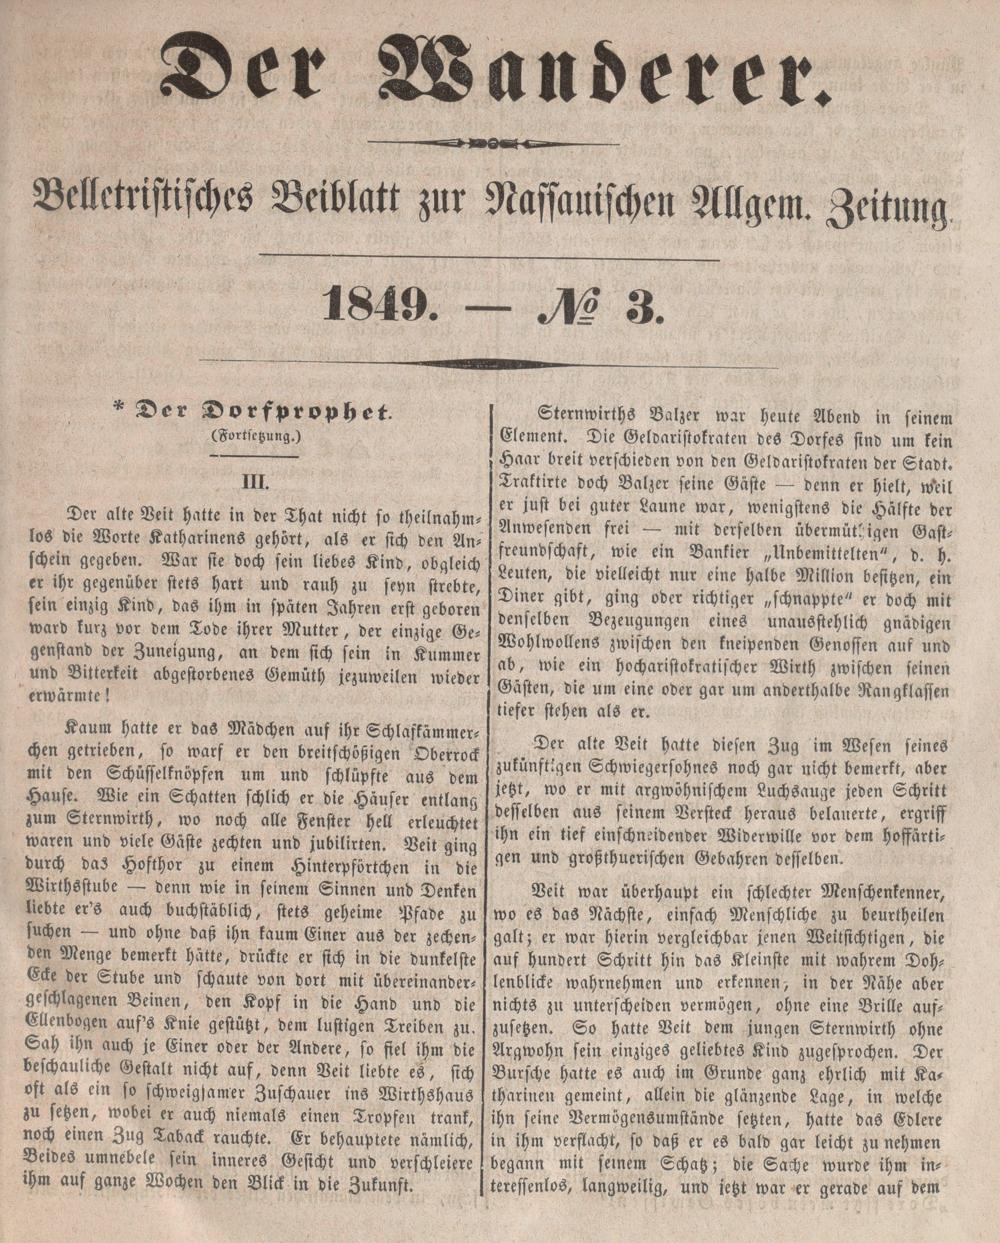 Der Wanderer.
Belletristisches Beiblatt zur Nassauischen Allgem. Zeitung.
1849. — № 3.
* Der Dorfprophet.
(Fortsetzung.)
III.
Der alte Veit hatte in der That nicht so theilnahm-
los die Worte Katharinens gehört, als er sich den An-
schein gegeben. War sie doch sein liebes Kind, obgleich
er ihr gegenüber stets hart und rauh zu seyn strebte,
sein einzig Kind, das ihm in späten Jahren erst geboren
ward kurz vor dem Tode ihrer Mutter, der einzige Ge-
genstand der Zuneigung, an dem sich sein in Kummer
und Bitterkeit abgestorbenes Gemüth jezuweilen wieder
erwärmte!
Kaum hatte er das Mädchen auf ihr Schlafkämmer-
chen getrieben, so warf er den breitschößigen Oberrock
mit den Schüsselknöpfen um und schlüpfte aus dem
Hause. Wie ein Schatten schlich er die Häuser entlang
zum Sternwirth, wo noch alle Fenster hell erleuchtet
waren und viele Gäste zechten und jubilirten. Veit ging
durch das Hofthor zu einem Hinterpförtchen in die
Wirthsstube — denn wie in seinem Sinnen und Denken
liebte er's auch buchstäblich, stets geheime Pfade zu
suchen — und ohne daß ihn kaum Einer aus der zechen-
den Menge bemerkt hätte, drückte er sich in die dunkelste
Ecke der Stube und schaute von dort mit übereinander-
geschlagenen Beinen, den Kopf in die Hand und die
Ellenbogen auf's Knie gestützt, dem lustigen Treiben zu.
Sah ihn auch je Einer oder der Andere, so fiel ihm die
beschauliche Gestalt nicht auf, denn Veit liebte es, sich
oft als ein so schweigsamer Zuschauer ins Wirthshaus
zu setzen, wobei er auch niemals einen Tropfen trank,
noch einen Zug Taback rauchte. Er behauptete nämlich,
Beides umnebele sein inneres Gesicht und verschleiere
ihm auf ganze Wochen den Blick in die Zukunft.
Sternwirths Balzer war heute Abend in seinem
Element. Die Geldaristokraten des Dorfes sind um kein
Haar breit verschieden von den Geldaristokraten der Stadt.
Traktirte doch Balzer seine Gäste — denn er hielt, weil
er just bei guter Laune war, wenigstens die Hälfte der
Anwesenden frei — mit derselben übermüthigen Gast-
freundschaft, wie ein Bankier „Unbemittelten“, d. h.
Leuten, die vielleicht nur eine halbe Million besitzen, ein
Diner gibt, ging oder richtiger „schnappte“ er doch mit
denselben Bezeugungen eines unausstehlich gnädigen
Wohlwollens zwischen den kneipenden Genossen auf und
ab, wie ein hocharistokratischer Wirth zwischen seinen
Gästen, die um eine oder gar um anderthalbe Rangklassen
tiefer stehen als er.
Der alte Veit hatte diesen Zug im Wesen seines
zukünftigen Schwiegersohnes noch gar nicht bemerkt, aber
jetzt, wo er mit argwöhnischem Luchsauge jeden Schritt
desselben aus seinem Versteck heraus belauerte, ergriff
ihn ein tief einschneidender Widerwille vor dem hoffärti-
gen und großthuerischen Gebahren desselben.
Veit war überhaupt ein schlechter Menschenkenner,
wo es das Nächste, einfach Menschliche zu beurtheilen
galt; er war hierin vergleichbar jenen Weitsichtigen, die
auf hundert Schritt hin das Kleinste mit wahrem Doh-
lenblicke wahrnehmen und erkennen, in der Nähe aber
nichts zu unterscheiden vermögen, ohne eine Brille auf-
zusetzen. So hatte Veit dem jungen Sternwirth ohne
Argwohn sein einziges geliebtes Kind zugesprochen. Der
Bursche hatte es auch im Grunde ganz ehrlich mit Ka-
tharinen gemeint, allein die glänzende Lage, in welche
ihn seine Vermögensumstände setzten, hatte das Edlere
in ihm verflacht, so daß er es bald gar leicht zu nehmen
begann mit seinem Schatz; die Sache wurde ihm in-
teressenlos, langweilig, und jetzt war er gerade auf dem